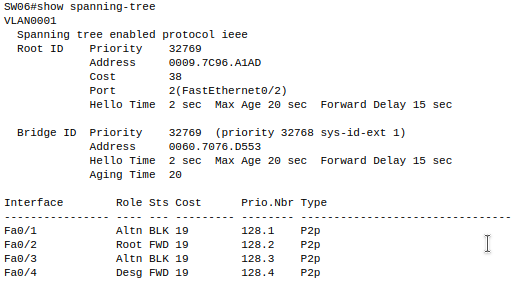 SW06#show spanning-tree
VLAN0001
  Spanning tree enabled protocol ieee
  Root ID    Priority    32769
             Address     0009.7C96.A1AD
             Cost        38
             Port        2(FastEthernet0/2)
             Hello Time  2 sec  Max Age 20 sec  Forward Delay 15 sec

  Bridge ID  Priority    32769  (priority 32768 sys-id-ext 1)
             Address     0060.7076.D553
             Hello Time  2 sec  Max Age 20 sec  Forward Delay 15 sec
             Aging Time  20

Interface        Role Sts Cost      Prio.Nbr Type
---------------- ---- --- --------- -------- --------------------------------
Fa0/1            Altn BLK 19        128.1    P2p
Fa0/2            Root FWD 19        128.2    P2p
Fa0/3            Altn BLK 19        128.3    P2p
Fa0/4            Desg FWD 19        128.4    P2p